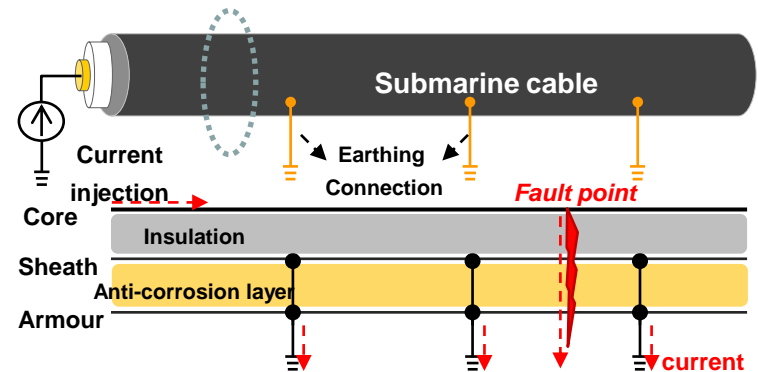 Submarine cable
Current
injection
Earthing
Connection
Fault point
Core
Insulation
Sheath
Anti-corrosion layer
Armour
current